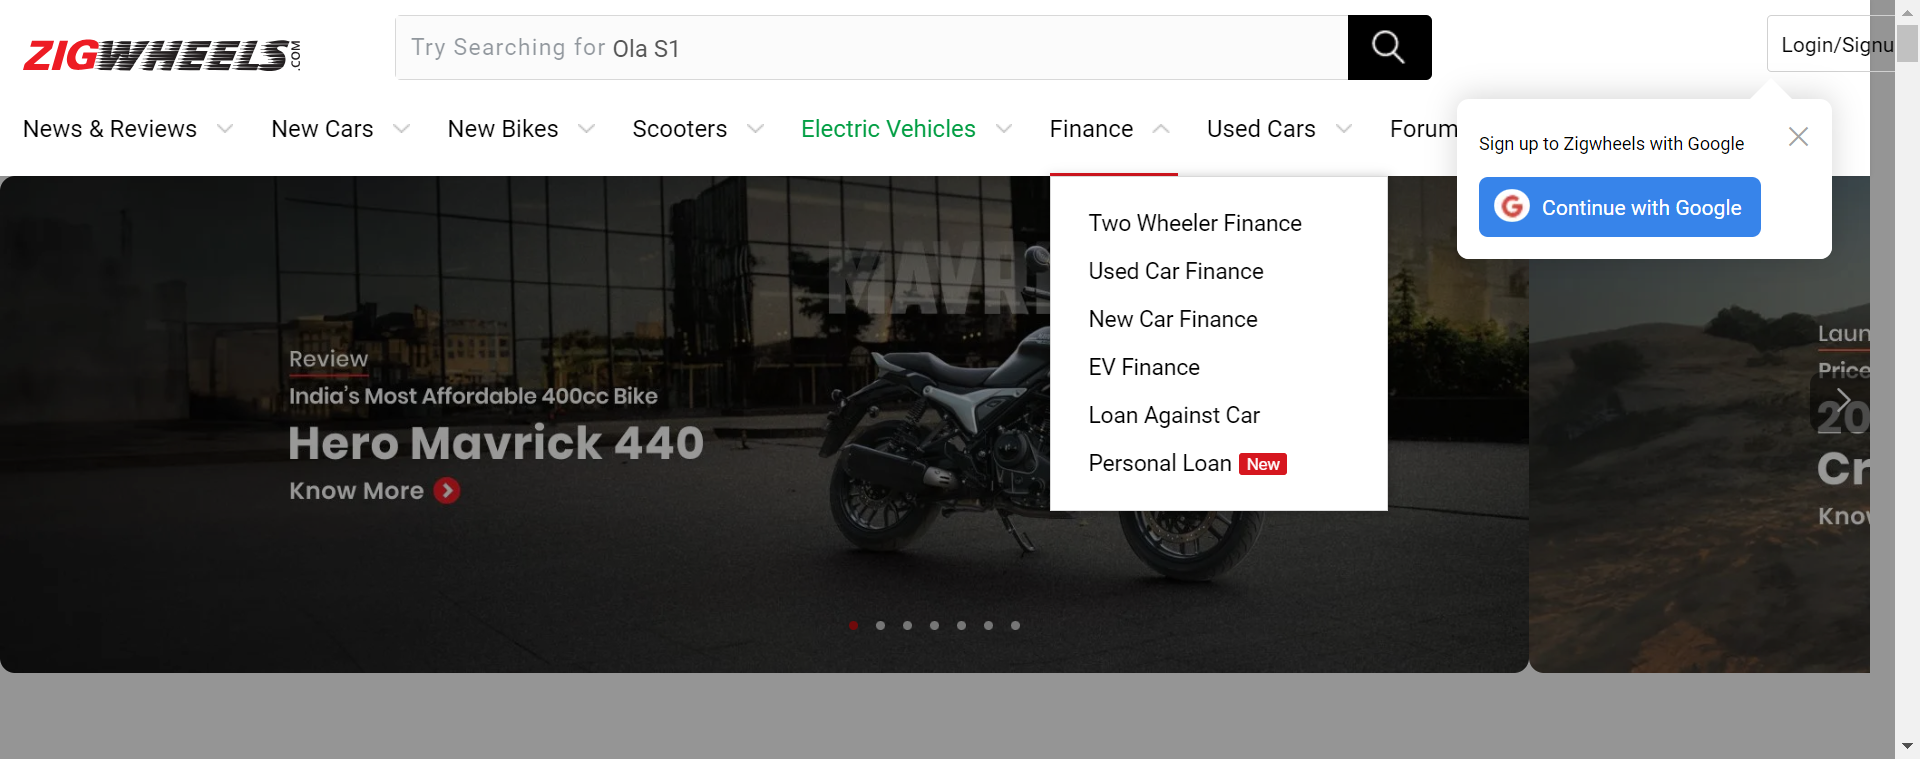 ZIGWHEELS.COM
Try Searching for Ola S1
Login/Signu
News & Reviews
New Cars
New Bikes
Scooters
Electric Vehicles
Finance
Used Cars
Forum
Sign up to Zigwheels with Google
Continue with Google
Two Wheeler Finance
Used Car Finance
New Car Finance
EV Finance
Loan Against Car
Personal Loan New
MAVR
Review
India's Most Affordable 400cc Bike
Hero Mavrick 440
Know More
Laun
Price
20
Cr
Know